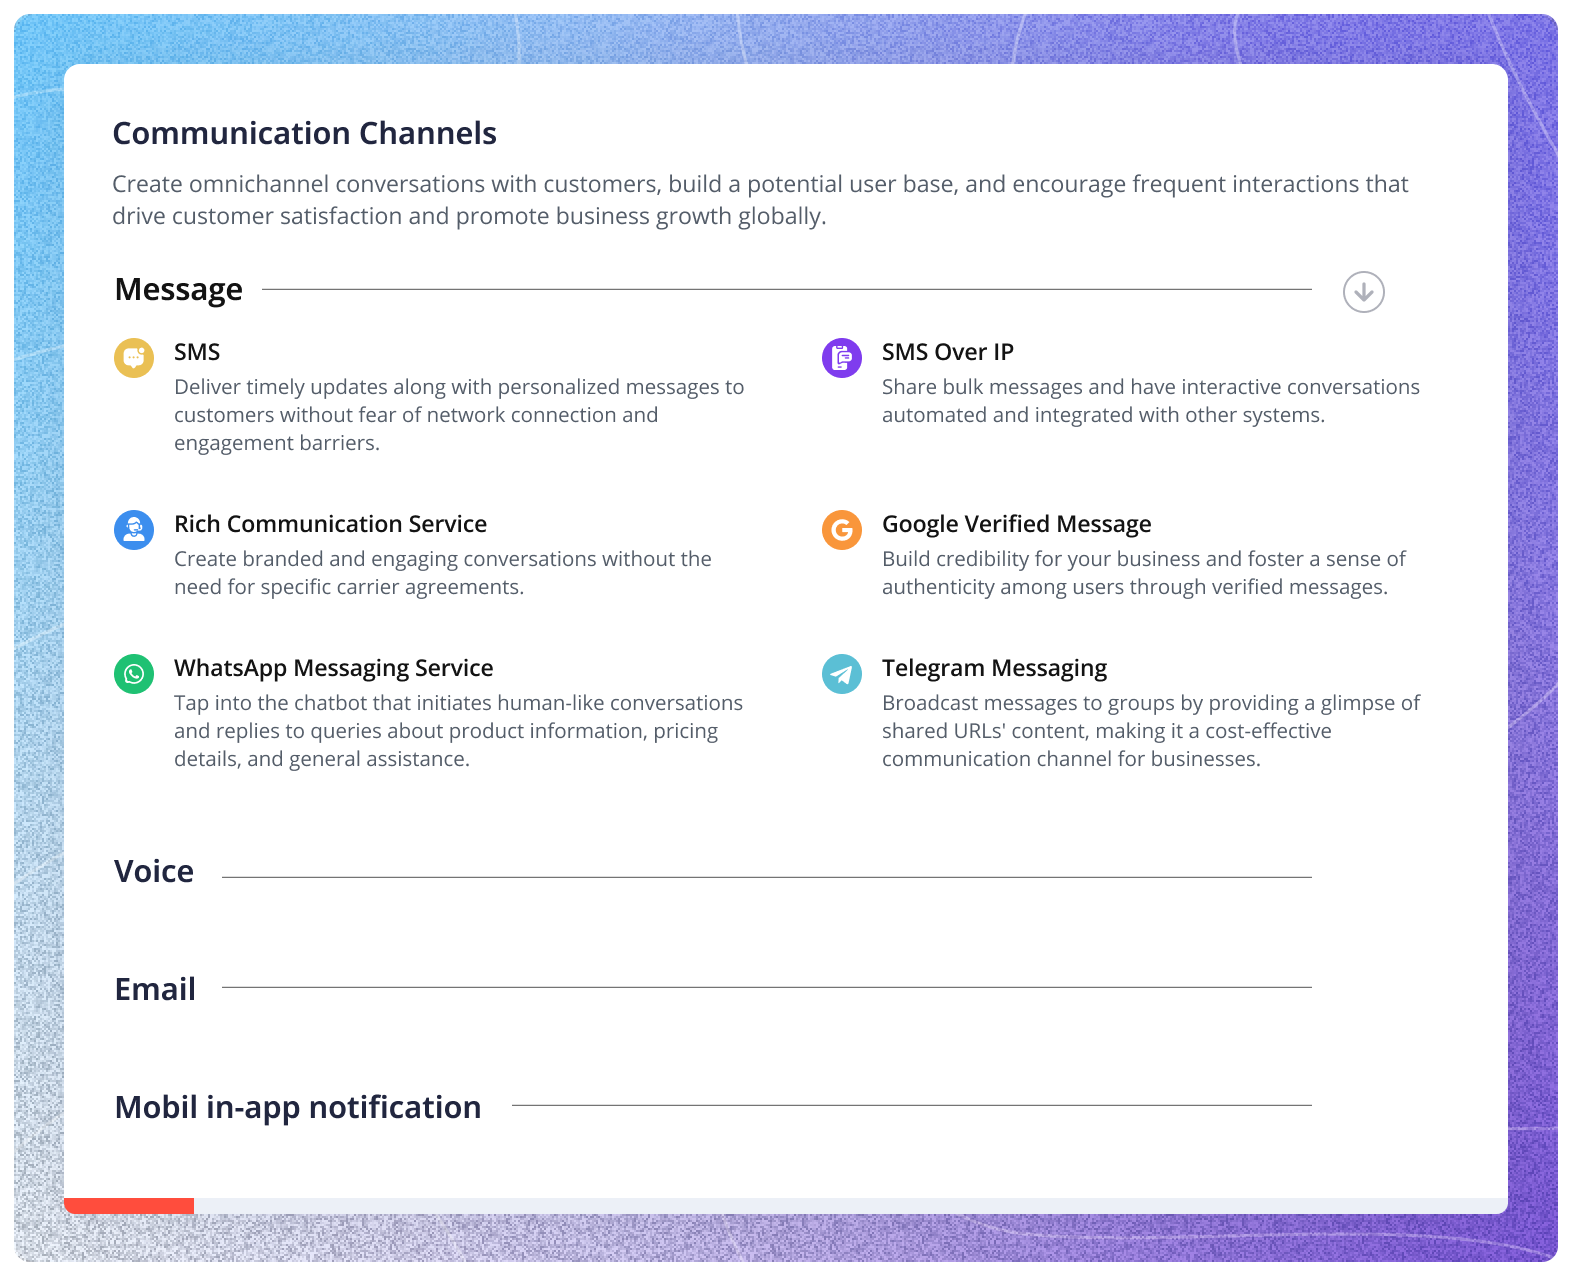 Communication Channels
Create omnichannel conversations with customers, build a potential user base, and encourage frequent interactions that
drive customer satisfaction and promote business growth globally.
Message
SMS
Deliver timely updates along with personalized messages to
customers without fear of network connection and
engagement barriers.
SMS Over IP
Share bulk messages and have interactive conversations
automated and integrated with other systems.
Rich Communication Service
Create branded and engaging conversations without the
need for specific carrier agreements.
Google Verified Message
Build credibility for your business and foster a sense of
authenticity among users through verified messages.
WhatsApp Messaging Service
Tap into the chatbot that initiates human-like conversations
and replies to queries about product information, pricing
details, and general assistance.
Telegram Messaging
Broadcast messages to groups by providing a glimpse of
shared URLs' content, making it a cost-effective
communication channel for businesses.
Voice
Email
Mobil in-app notification